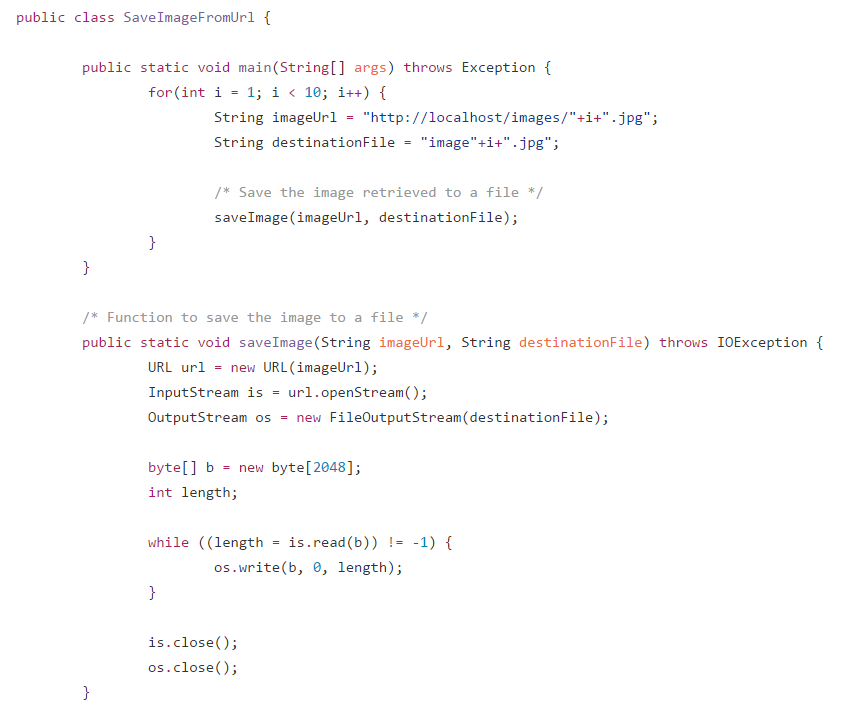 public class SaveImageFromUrl {
public static void main(String[] args) throws Exception {
for(int i = 1; i < 10; i++) {
String imageUrl = "http://localhost/images/"+i+".jpg";
String destinationFile = "image"+i+".jpg";
/* Save the image retrieved to a file */
saveImage(imageUrl, destinationFile);
}
}
/* Function to save the image to a file */
public static void saveImage(String imageUrl, String destinationFile) throws IOException {
URL url = new URL(imageUrl);
InputStream is = url.openStream();
OutputStream os = new FileOutputStream(destinationFile);
byte[] b = new byte[2048];
int length;
while ((length = is.read(b)) != -1) {
os.write(b, 0, length);
}
is.close();
os.close();
}